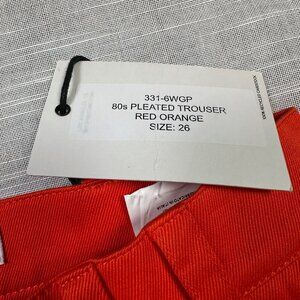 331-6WGP
80s PLEATED TROUSER
RED ORANGE
SIZE: 26